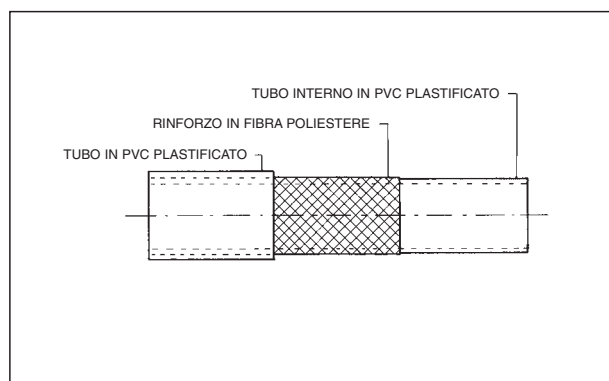 TUBO INTERNO IN PVC PLASTIFICATO
RINFORZO IN FIBRA POLIESTERE
TUBO IN PVC PLASTIFICATO